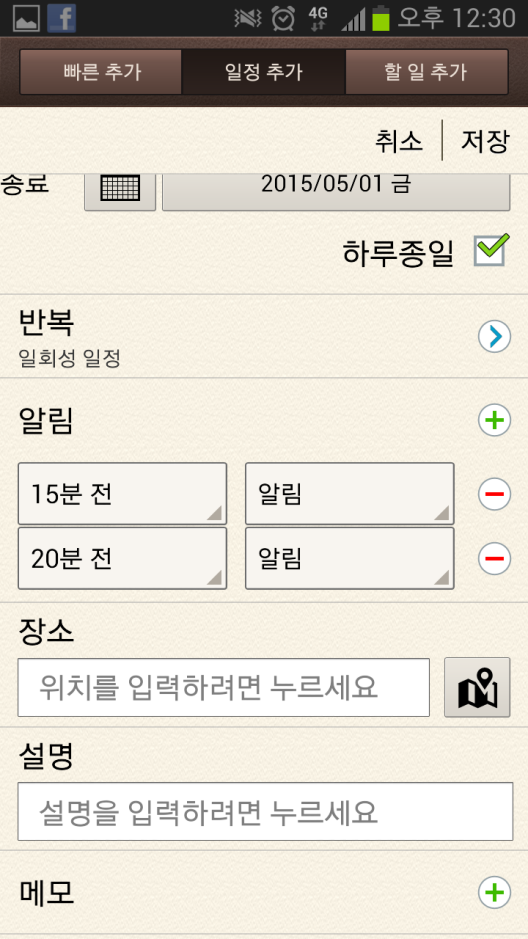 4G 오후 12:30
빠른 추가 일정 추가 할 일 추가
취소 저장
종료 2015/05/01 금
하루종일
반복
일회성 일정
알림
15분 전 알림
20분 전 알림
장소
위치를 입력하려면 누르세요
설명
설명을 입력하려면 누르세요
메모